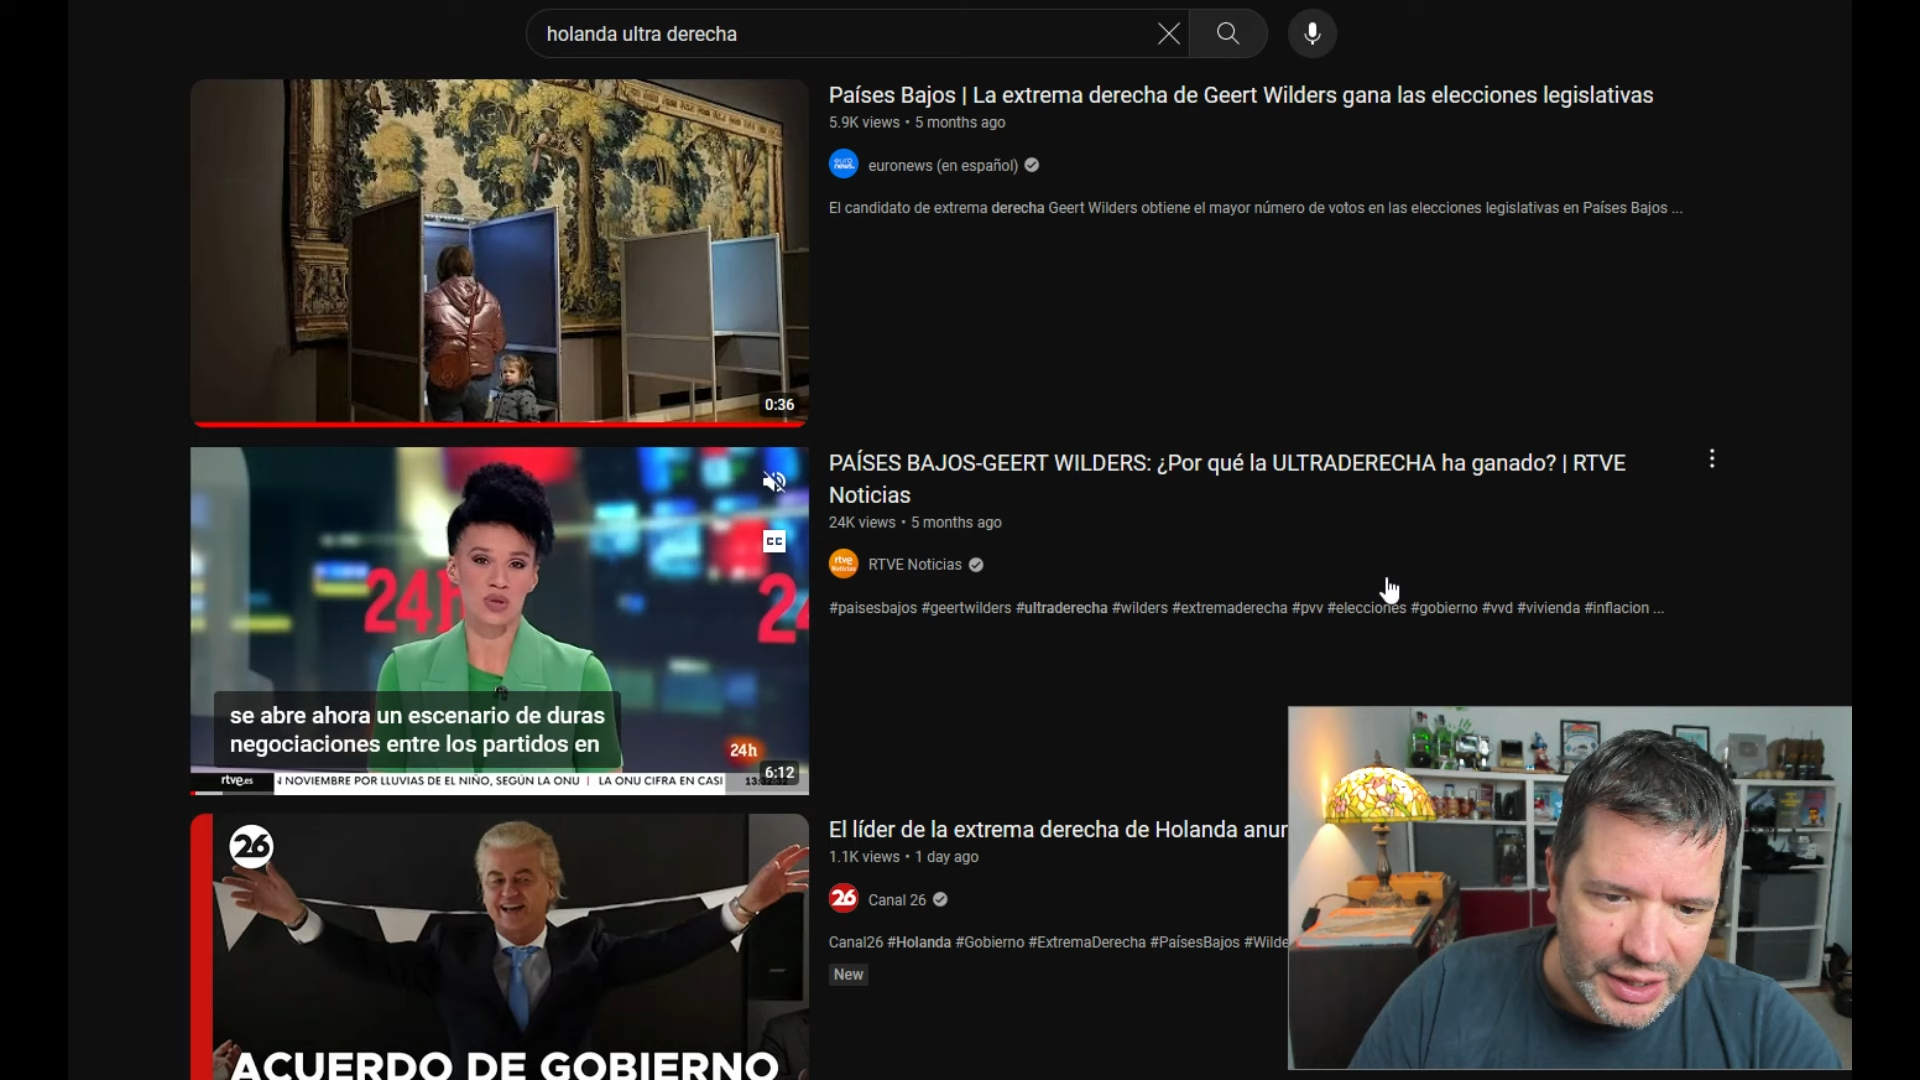 holanda ultra derecha
Países Bajos | La extrema derecha de Geert Wilders gana las elecciones legislativas
5.9K views • 5 months ago
euro
news.
euronews (en español)
El candidato de extrema derecha Geert Wilders obtiene el mayor número de votos en las elecciones legislativas en Países Bajos ...
0:36
PAÍSES BAJOS-GEERT WILDERS: ¿Por qué la ULTRADERECHA ha ganado? | RTVE
Noticias
24K views • 5 months ago
rtve
Noticias
RTVE Noticias
#paisesbajos #geertwilders #ultraderecha #wilders #extremaderecha #pvv #elecciones #gobierno #vvd #vivienda #inflacion ...
CC
24h
2
se abre ahora un escenario de duras
negociaciones entre los partidos en
24h
6:12
rtve.es
NOVIEMBRE POR LLUVIAS DE EL NIÑO, SEGÚN LA ONU | LA ONU CIFRA EN CASI
26
El líder de la extrema derecha de Holanda
1.1K views • 1 day ago
26
Canal 26
Canal26 #Holanda #Gobierno #ExtremaDerecha #PaísesBajos #Wilde
New
ACUERDO DE GOBIERNO